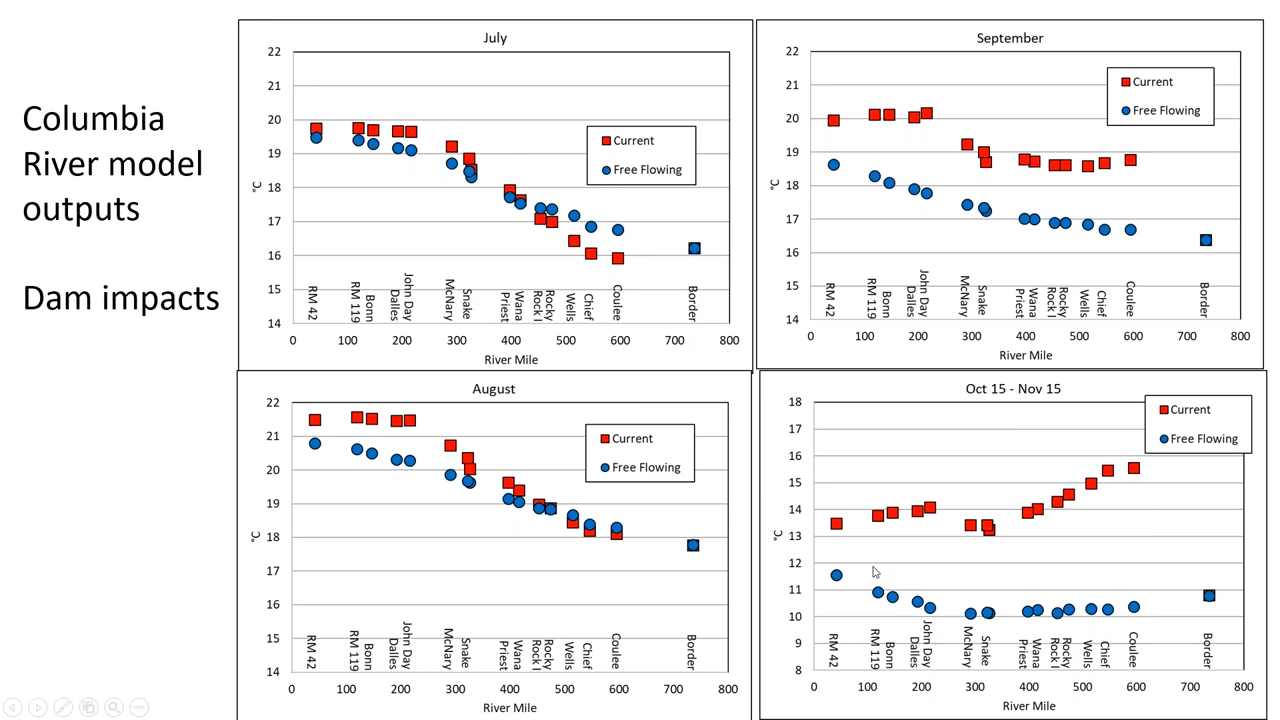 Columbia
River model
outputs
Dam impacts
July
22
21
20
19
18
17
16
15
14
°C
Current
Free Flowing
RM 42
RM 119
Bonn
Dalles
John Day
McNary
Snake
Priest
Wana
Rock I
Rocky
Wells
Chief
Coulee
Border
0 100 200 300 400 500 600 700 800
River Mile
September
22
21
20
19
18
17
16
15
14
°C
Current
Free Flowing
RM 42
RM 119
Bonn
Dalles
John Day
McNary
Snake
Priest
Wana
Rock I
Rocky
Wells
Chief
Coulee
Border
0 100 200 300 400 500 600 700 800
River Mile
August
22
21
20
19
18
17
16
15
14
°C
Current
Free Flowing
RM 42
RM 119
Bonn
Dalles
John Day
McNary
Snake
Priest
Wana
Rock I
Rocky
Wells
Chief
Coulee
Border
0 100 200 300 400 500 600 700 800
River Mile
Oct 15 - Nov 15
18
17
16
15
14
13
12
11
10
9
8
°C
Current
Free Flowing
RM 42
RM 119
Bonn
Dalles
John Day
McNary
Snake
Priest
Wana
Rock I
Rocky
Wells
Chief
Coulee
Border
0 100 200 300 400 500 600 700 800
River Mile